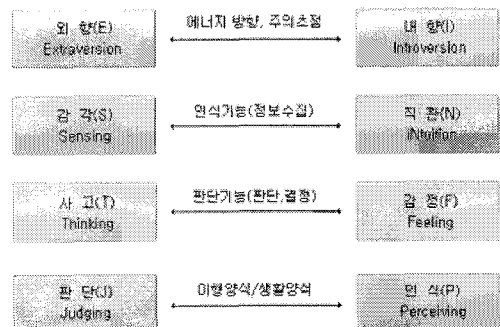 외 향(E)
Extraversion
에너지 방향, 주의초점
내 향(I)
Introversion
감 각(S)
Sensing
인식기능(정보수집)
직 관(N)
iNtuition
사 고(T)
Thinking
판단기능(판단,결정)
감 정(F)
Feeling
판 단(J)
Judging
이행양식/생활양식
인 식(P)
Perceiving